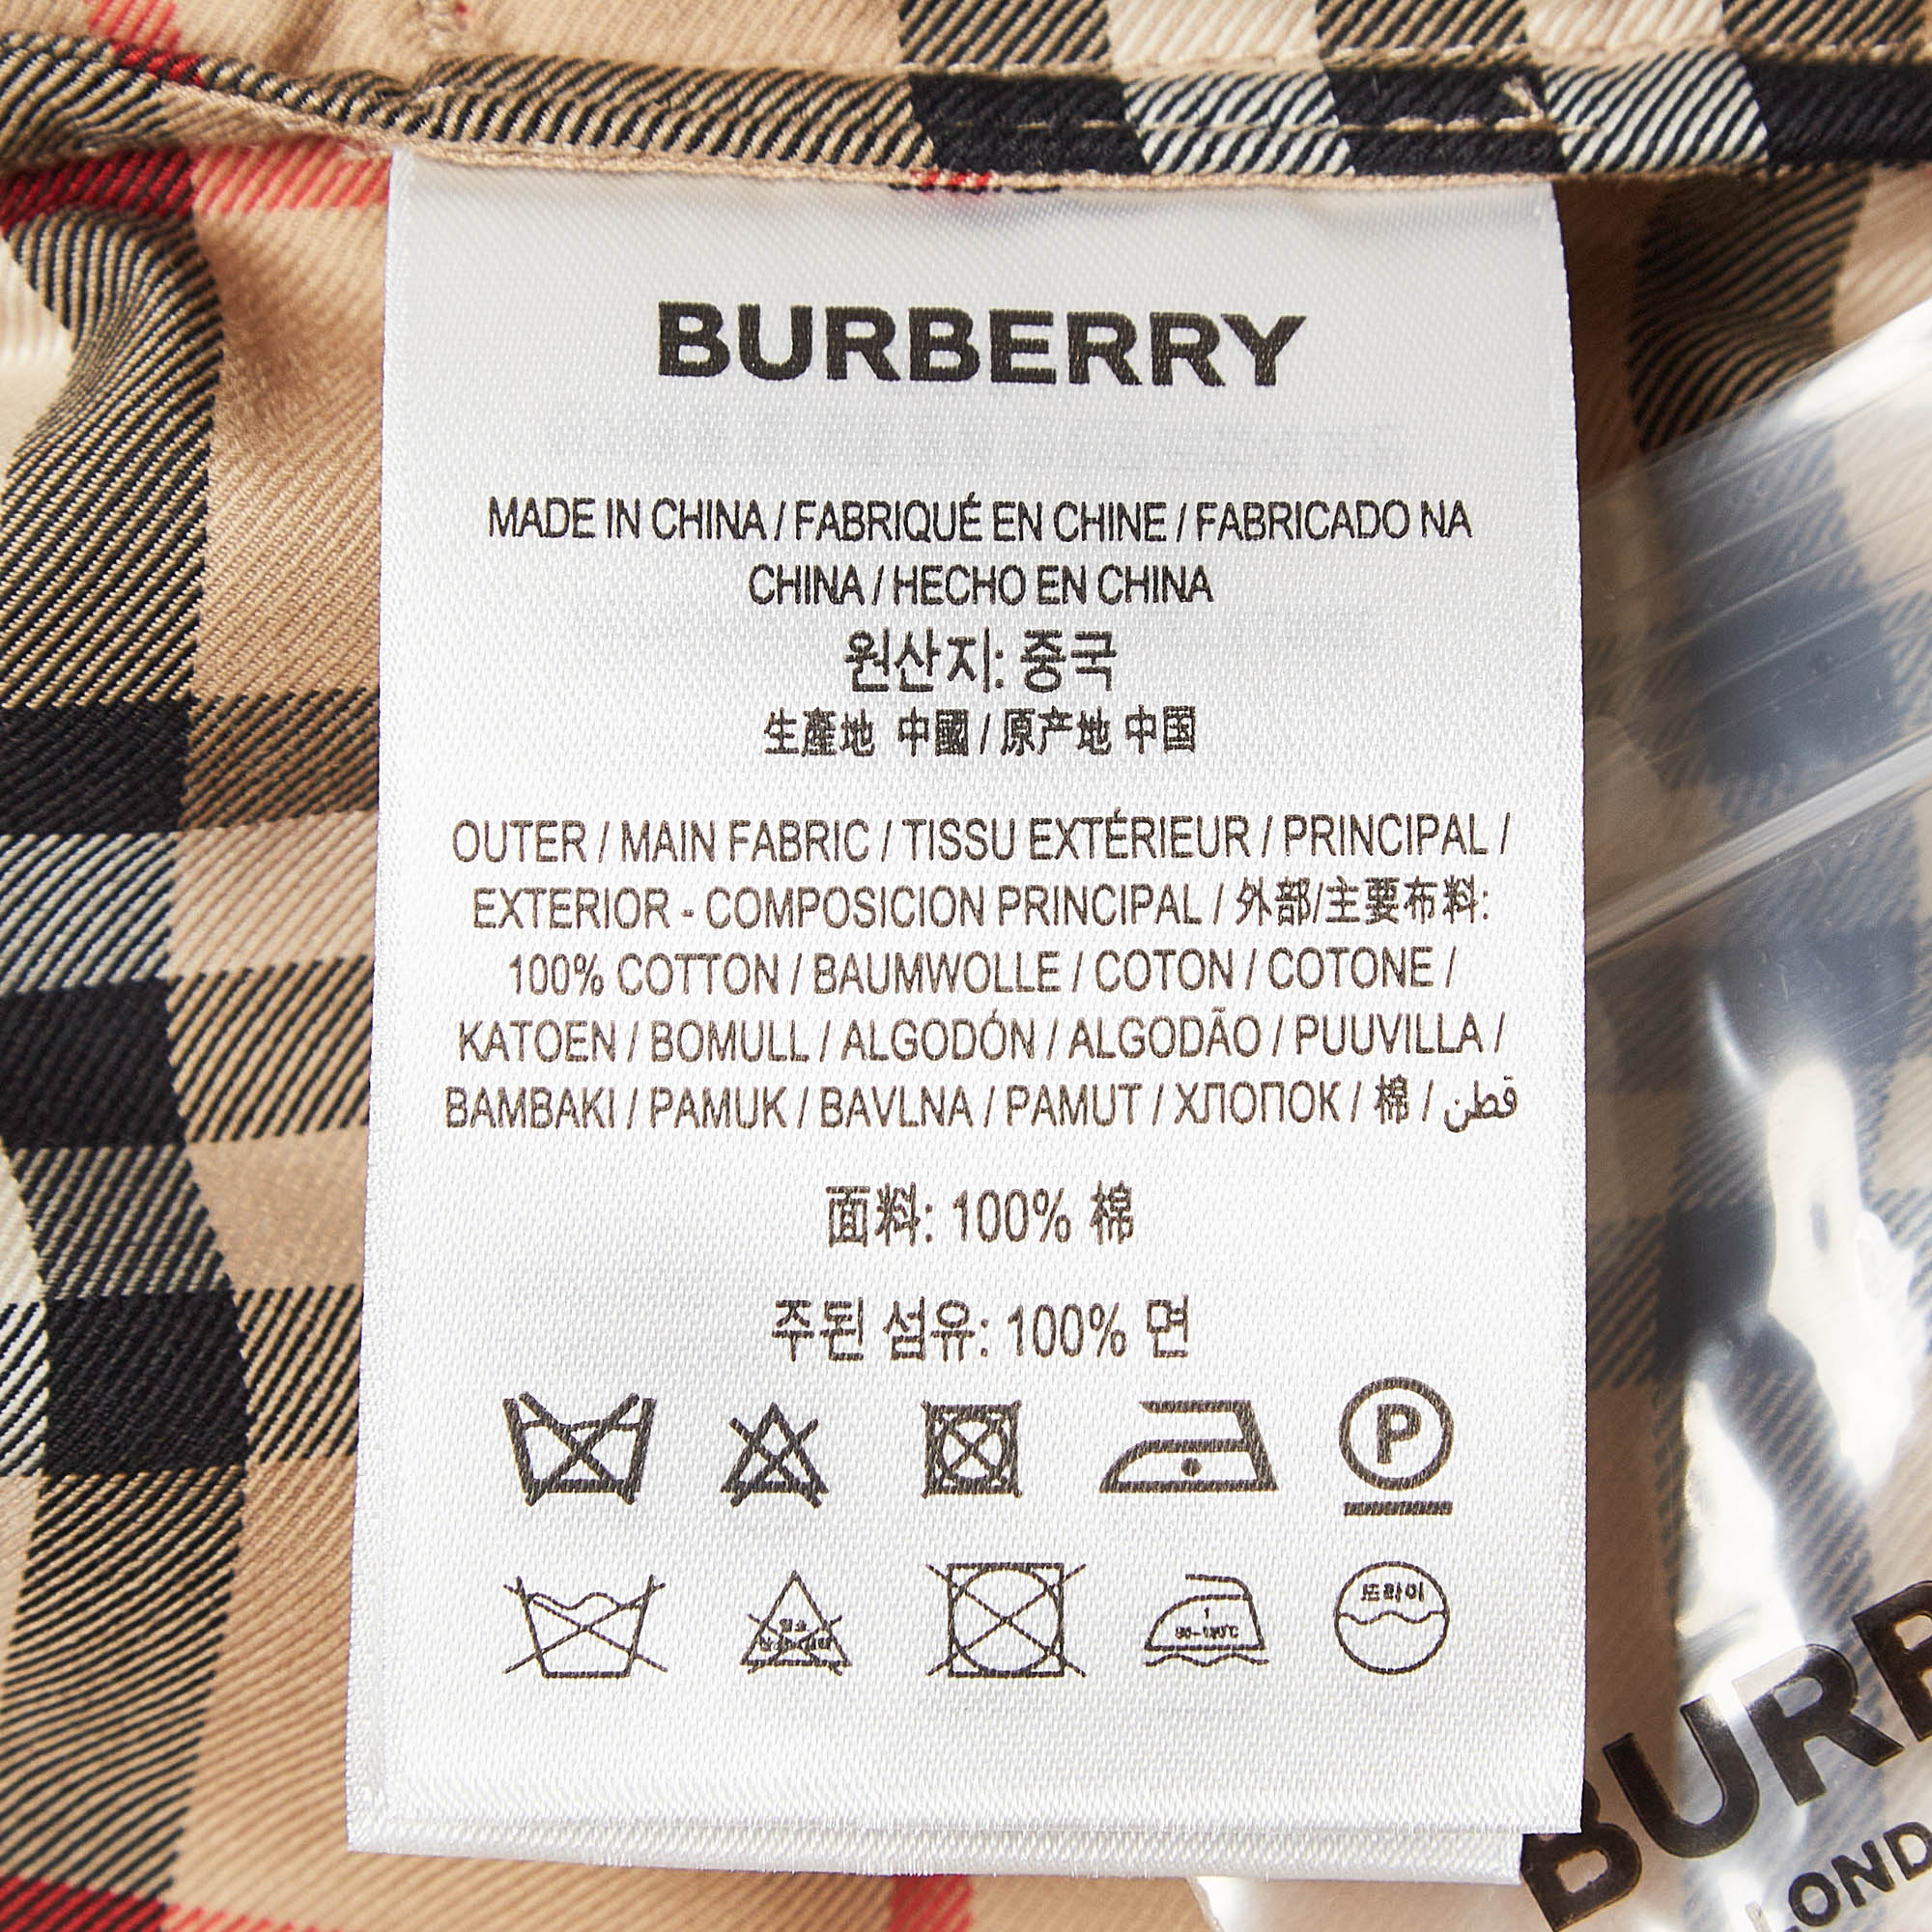 BURBERRY
MADE IN CHINA / FABRIQUÉ EN CHINE / FABRICADO NA
CHINA / HECHO EN CHINA
원산지: 중국
生產地 中國 / 原产地 中国
OUTER / MAIN FABRIC / TISSU EXTÉRIEUR / PRINCIPAL /
EXTERIOR - COMPOSICION PRINCIPAL / 外部/主要布料:
100% COTTON / BAUMWOLLE / COTON / COTONE /
KATOEN / BOMULL / ALGODÓN / ALGODÃO / PUUVILLA /
BAMBAKI / PAMUK / BAVLNA / PAMUT / ХЛОПОК / 棉 / قطن
面料: 100% 棉
주된 섬유: 100% 면
P
드라이
BURB
LOND